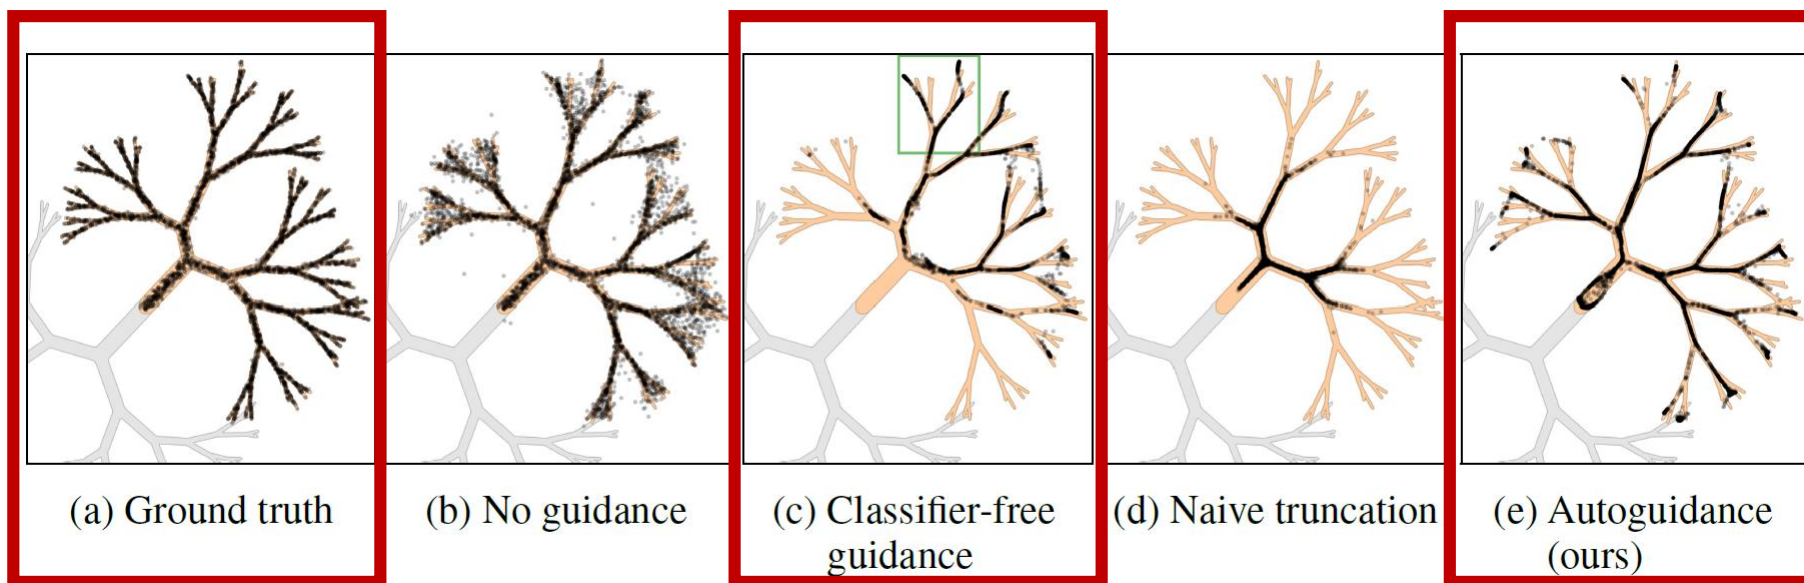 (a) Ground truth
(b) No guidance
(c) Classifier-free
guidance
(d) Naive truncation
(e) Autoguidance
(ours)